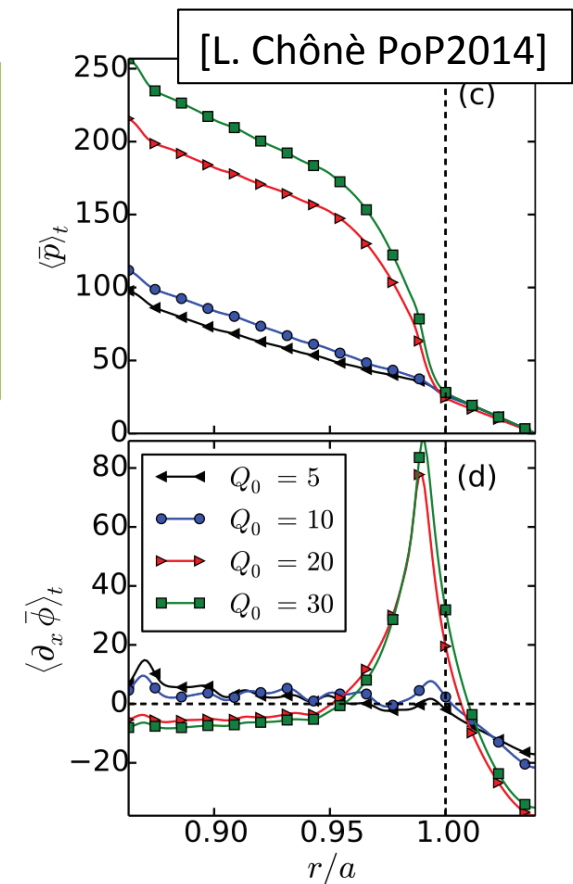 [L. Chônè PoP2014]
(c)
250
200
150
100
50
0
⟨p̄⟩ₜ
(d)
80
60
40
20
0
−20
⟨∂ₓ ϕ̄⟩ₜ
Q₀ = 5
Q₀ = 10
Q₀ = 20
Q₀ = 30
0.90 0.95 1.00
r/a